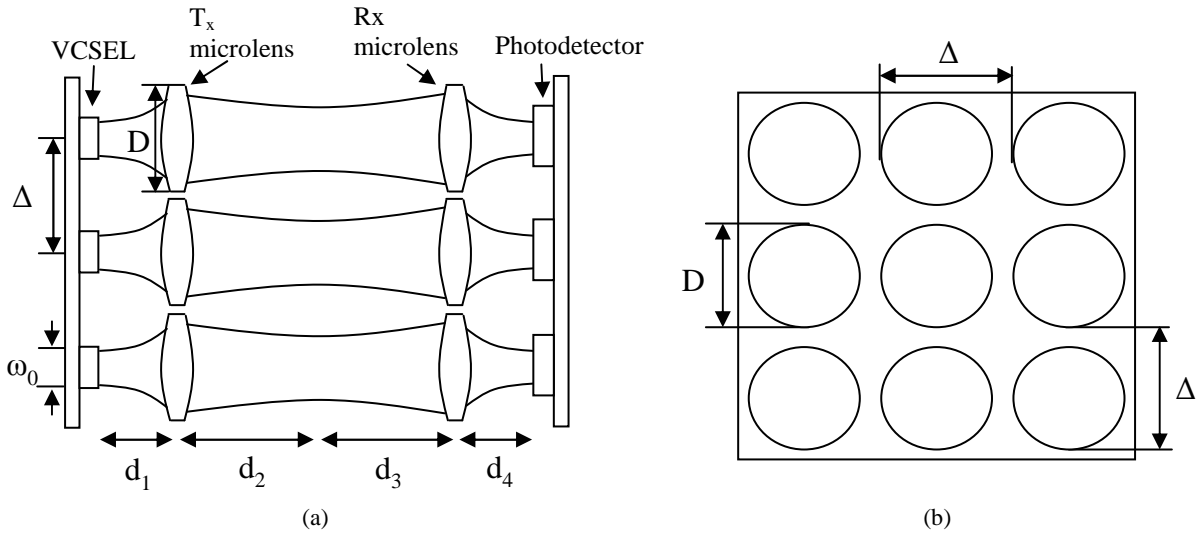 VCSEL
Tx
microlens
Rx
microlens
Photodetector
D
Δ
ω0
d1
d2
d3
d4
(a)
Δ
D
Δ
(b)